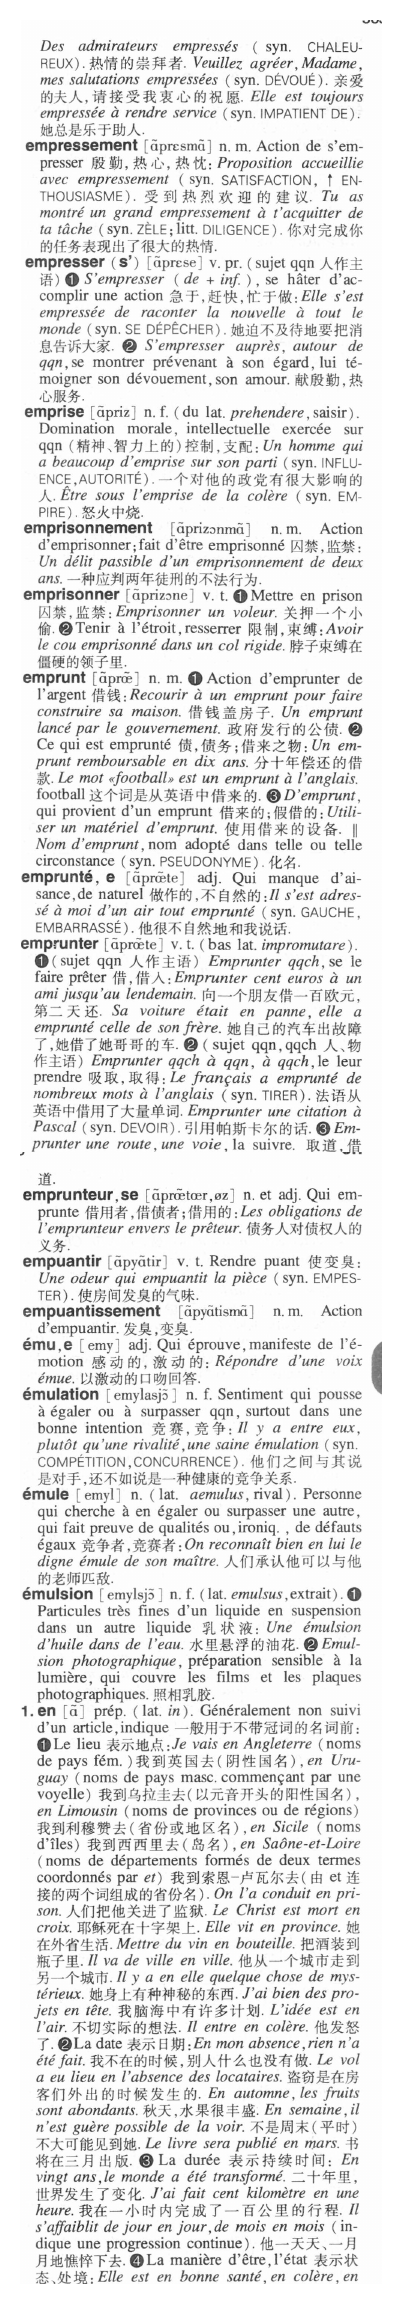 Des admirateurs empressés ( syn. CHALEU-
REUX). 热情的崇拜者. Veuillez agréer, Madame,
mes salutations empressées (syn. DÉVOUÉ). 亲爱
的夫人,请接受我衷心的祝愿. Elle est toujours
empressée à rendre service (syn. IMPATIENT DE).
她总是乐于助人.
empressement [ɑ̃prɛsmɑ̃] n. m. Action de s'em-
presser 殷勤, 热心, 热忱: Proposition accueillie
avec empressement ( syn. SATISFACTION, ↑ EN-
THOUSIASME). 受到热烈欢迎的建议. Tu as
montré un grand empressement à t'acquitter de
ta tâche (syn. ZÈLE; litt. DILIGENCE). 你对完成你
的任务表现出了很大的热情.
empresser (s') [ɑ̃prɛse] v. pr. (sujet qqn 人作主
语) ❶ S'empresser ( de + inf. ), se hâter d'ac-
complir une action 急于,赶快,忙于做: Elle s'est
empressée de raconter la nouvelle à tout le
monde (syn. SE DÉPÊCHER). 她迫不及待地要把消
息告诉大家. ❷ S'empresser auprès, autour de
qqn, se montrer prévenant à son égard, lui té-
moigner son dévouement, son amour. 献殷勤,热
心服务.
emprise [ɑ̃priz] n. f. (du lat. prehendere, saisir).
Domination morale, intellectuelle exercée sur
qqn (精神、智力上的)控制,支配: Un homme qui
a beaucoup d'emprise sur son parti (syn. INFLU-
ENCE, AUTORITÉ). 一个对他的政党有很大影响的
人. Être sous l'emprise de la colère (syn. EM-
PIRE). 怒火中烧.
emprisonnement [ɑ̃prizɔnmɑ̃] n. m. Action
d'emprisonner; fait d'être emprisonné 囚禁,监禁:
Un délit passible d'un emprisonnement de deux
ans. 一种应判两年徒刑的不法行为.
emprisonner [ɑ̃prizɔne] v. t. ❶ Mettre en prison
囚禁, 监禁: Emprisonner un voleur. 关押一个小
偷. ❷ Tenir à l'étroit, resserrer 限制, 束缚: Avoir
le cou emprisonné dans un col rigide. 脖子束缚在
僵硬的领子里.
emprunt [ɑ̃prœ̃] n. m. ❶ Action d'emprunter de
l'argent 借钱: Recourir à un emprunt pour faire
construire sa maison. 借钱盖房子. Un emprunt
lancé par le gouvernement. 政府发行的公债. ❷
Ce qui est emprunté 债,债务;借来之物: Un em-
prunt remboursable en dix ans. 分十年偿还的借
款. Le mot «football» est un emprunt à l'anglais.
football 这个词是从英语中借来的. ❸ D'emprunt,
qui provient d'un emprunt 借来的;假借的: Utili-
ser un matériel d'emprunt. 使用借来的设备. ‖
Nom d'emprunt, nom adopté dans telle ou telle
circonstance (syn. PSEUDONYME). 化名.
emprunté, e [ɑ̃prœ̃te] adj. Qui manque d'ai-
sance, de naturel 做作的,不自然的: Il s'est adres-
sé à moi d'un air tout emprunté (syn. GAUCHE,
EMBARRASSÉ). 他很不自然地和我说话.
emprunter [ɑ̃prœ̃te] v. t. (bas lat. impromutare).
❶ (sujet qqn 人作主语) Emprunter qqch, se le
faire prêter 借,借入: Emprunter cent euros à un
ami jusqu'au lendemain. 向一个朋友借一百欧元,
第二天还. Sa voiture était en panne, elle a
emprunté celle de son frère. 她自己的汽车出故障
了,她借了她哥哥的车. ❷ ( sujet qqn, qqch 人、物
作主语) Emprunter qqch à qqn, à qqch, le leur
prendre 吸取,取得: Le français a emprunté de
nombreux mots à l'anglais (syn. TIRER). 法语从
英语中借用了大量单词. Emprunter une citation à
Pascal (syn. DEVOIR). 引用帕斯卡尔的话. ❸ Em-
prunter une route, une voie, la suivre. 取道,借
道.
emprunteur, se [ɑ̃prœ̃tœr, øz] n. et adj. Qui em-
prunte 借用者,借债者;借用的: Les obligations de
l'emprunteur envers le prêteur. 债务人对债权人的
义务.
empuantir [ɑ̃pɥɑ̃tir] v. t. Rendre puant 使变臭:
Une odeur qui empuantit la pièce (syn. EMPES-
TER). 使房间发臭的气味.
empuantissement [ɑ̃pɥɑ̃tismɑ̃] n. m. Action
d'empuantir. 发臭,变臭.
ému, e [emy] adj. Qui éprouve, manifeste de l'é-
motion 感动的, 激动的: Répondre d'une voix
émue. 以激动的口吻回答.
émulation [emylasjɔ̃] n. f. Sentiment qui pousse
à égaler ou à surpasser qqn, surtout dans une
bonne intention 竞赛, 竞争: Il y a entre eux,
plutôt qu'une rivalité, une saine émulation (syn.
COMPÉTITION, CONCURRENCE). 他们之间与其说
是对手,还不如说是一种健康的竞争关系.
émule [emyl] n. (lat. aemulus, rival). Personne
qui cherche à en égaler ou surpasser une autre,
qui fait preuve de qualités ou, ironiq. , de défauts
égaux 竞争者,竞赛者: On reconnaît bien en lui le
digne émule de son maître. 人们承认他可以与他
的老师匹敌.
émulsion [emylsjɔ̃] n. f. (lat. emulsus, extrait). ❶
Particules très fines d'un liquide en suspension
dans un autre liquide 乳状液: Une émulsion
d'huile dans de l'eau. 水里悬浮的油花. ❷ Emul-
sion photographique, préparation sensible à la
lumière, qui couvre les films et les plaques
photographiques. 照相乳胶.
1. en [ɑ̃] prép. (lat. in). Généralement non suivi
d'un article, indique 一般用于不带冠词的名词前:
❶ Le lieu 表示地点: Je vais en Angleterre (noms
de pays fém. )我到英国去(阴性国名), en Uru-
guay (noms de pays masc. commençant par une
voyelle) 我到乌拉圭去(以元音开头的阳性国名),
en Limousin (noms de provinces ou de régions)
我到利穆赞去(省份或地区名), en Sicile (noms
d'îles) 我到西西里去(岛名), en Saône-et-Loire
(noms de départements formés de deux termes
coordonnés par et) 我到索恩-卢瓦尔去(由 et 连
接的两个词组成的省份名). On l'a conduit en pri-
son. 人们把他关进了监狱. Le Christ est mort en
croix. 耶稣死在十字架上. Elle vit en province. 她
在外省生活. Mettre du vin en bouteille. 把酒装到
瓶子里. Il va de ville en ville. 他从一个城市走到
另一个城市. Il y a en elle quelque chose de mys-
térieux. 她身上有种神秘的东西. J'ai bien des pro-
jets en tête. 我脑海中有许多计划. L'idée est en
l'air. 不切实际的想法. Il entre en colère. 他发怒
了. ❷ La date 表示日期: En mon absence, rien n'a
été fait. 我不在的时候,别人什么也没有做. Le vol
a eu lieu en l'absence des locataires. 盗窃是在房
客们外出的时候发生的. En automne, les fruits
sont abondants. 秋天,水果很丰盛. En semaine, il
n'est guère possible de la voir. 不是周末(平时)
不大可能见到她. Le livre sera publié en mars. 书
将在三月出版. ❸ La durée 表示持续时间: En
vingt ans, le monde a été transformé. 二十年里,
世界发生了变化. J'ai fait cent kilomètre en une
heure. 我在一小时内完成了一百公里的行程. Il
s'affaiblit de jour en jour, de mois en mois (in-
dique une progression continue). 他一天天、一月
月地憔悴下去. ❹ La manière d'être, l'état 表示状
态、处境: Elle est en bonne santé, en colère, en